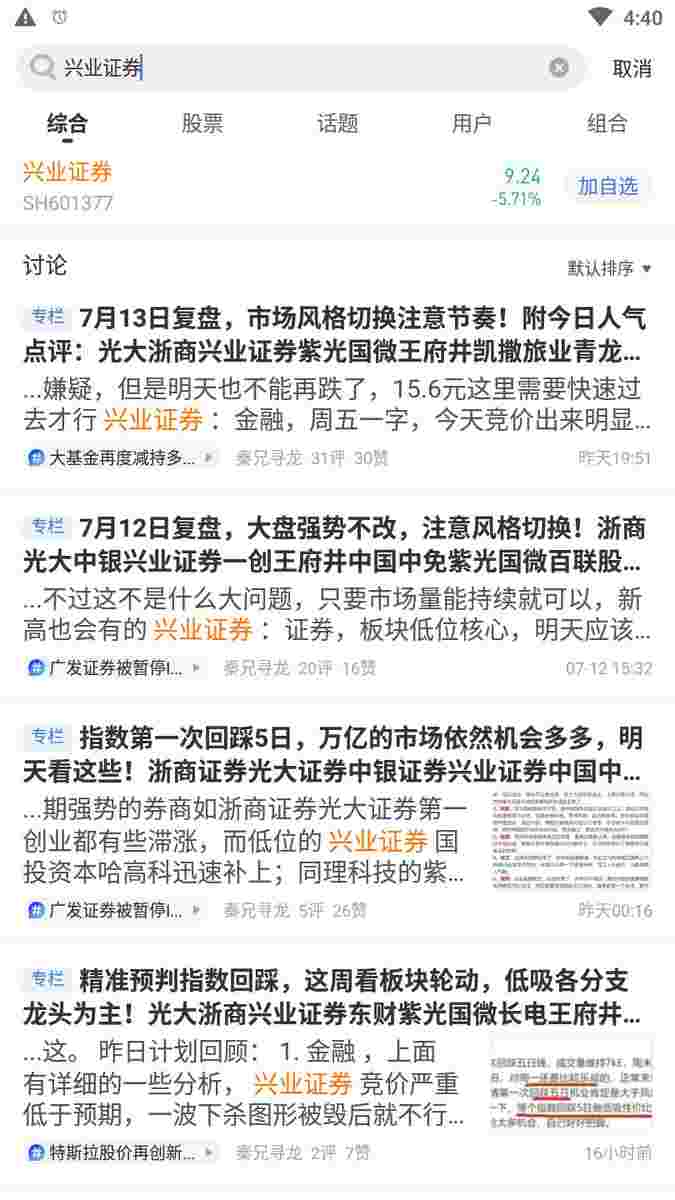 4:40
兴业证券
取消
综合 股票 话题 用户 组合
兴业证券
9.24
加自选
SH601377
-5.71%
讨论
默认排序
专栏 7月13日复盘，市场风格切换注意节奏！附今日人气
点评：光大浙商兴业证券紫光国微王府井凯撒旅业青龙...
...嫌疑，但是明天也不能再跌了，15.6元这里需要快速过
去才行 兴业证券 ：金融，周五一字，今天竞价出来明显...
大基金再度减持多... 秦兄寻龙 31评 30赞 昨天19:51
专栏 7月12日复盘，大盘强势不改，注意风格切换！浙商
光大中银兴业证券一创王府井中国中免紫光国微百联股...
...不过这不是什么大问题，只要市场量能持续就可以，新
高也会有的 兴业证券 ：证券，板块低位核心，明天应该...
广发证券被暂停I... 秦兄寻龙 20评 16赞 07-12 15:32
专栏 指数第一次回踩5日，万亿的市场依然机会多多，明
天看这些！浙商证券光大证券中银证券兴业证券中国中...
...期强势的券商如浙商证券光大证券第一
创业都有些滞涨，而低位的 兴业证券 国
投资本哈高科迅速补上；同理科技的紫...
广发证券被暂停I... 秦兄寻龙 5评 26赞 昨天00:16
专栏 精准预判指数回踩，这周看板块轮动，低吸各分支
龙头为主！光大浙商兴业证券东财紫光国微长电王府井...
...这。 昨日计划回顾： 1. 金融 ，上面
有详细的一些分析， 兴业证券 竞价严重
低于预期，一波下杀图形被毁后就不行...
特斯拉股价再创新... 秦兄寻龙 2评 7赞 16小时前